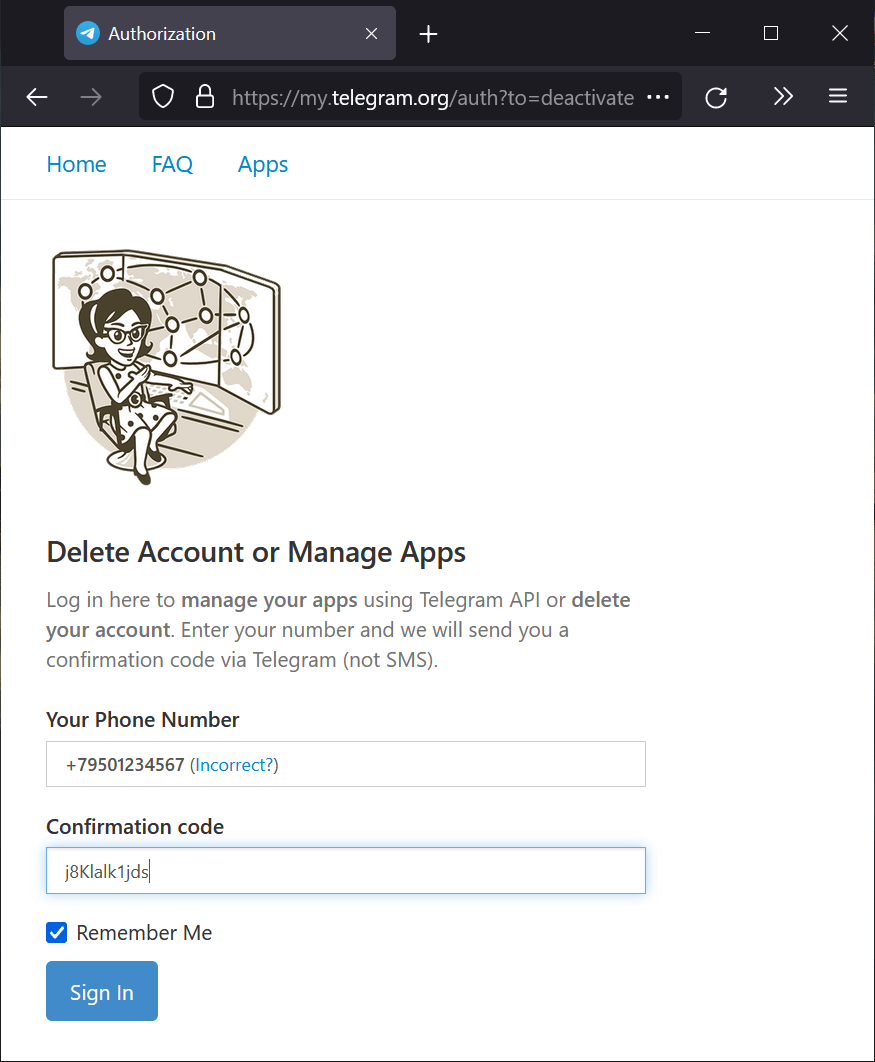 Authorization
https://my.telegram.org/auth?to=deactivate
Home FAQ Apps
Delete Account or Manage Apps
Log in here to manage your apps using Telegram API or delete
your account. Enter your number and we will send you a
confirmation code via Telegram (not SMS).
Your Phone Number
+79501234567 (Incorrect?)
Confirmation code
j8Klalk1jds
Remember Me
Sign In